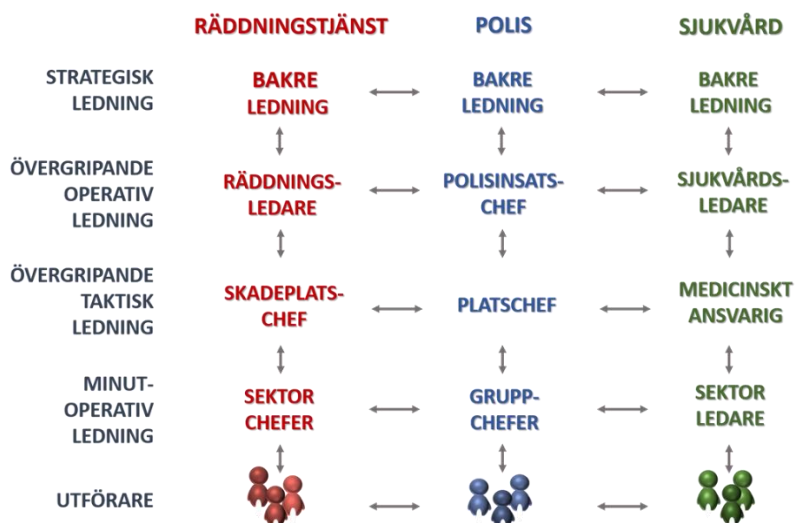 RÄDDNINGSTJÄNST POLIS SJUKVÅRD
STRATEGISK
LEDNING
BAKRE
LEDNING
BAKRE
LEDNING
BAKRE
LEDNING
ÖVERGRIPANDE
OPERATIV
LEDNING
RÄDDNINGS-
LEDARE
POLISINSATS-
CHEF
SJUKVÅRDS-
LEDARE
ÖVERGRIPANDE
TAKTISK
LEDNING
SKADEPLATS-
CHEF
PLATSCHEF
MEDICINSKT
ANSVARIG
MINUT-
OPERATIV
LEDNING
SEKTOR
CHEFER
GRUPP-
CHEFER
SEKTOR
LEDARE
UTFÖRARE